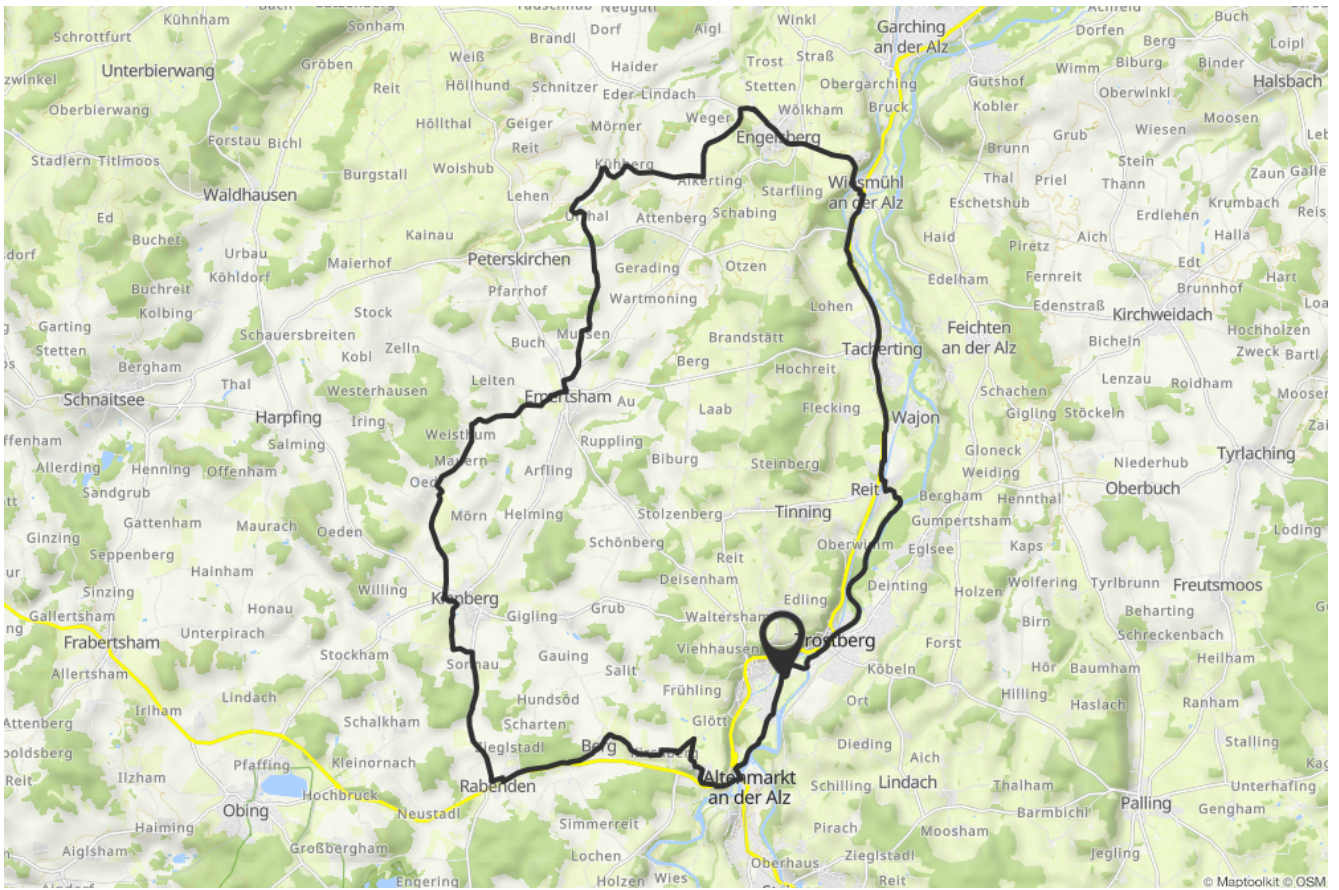 Kühnham
Dorf
Aigl
Winkl
Buch
Schrottfurt
Sonham
Brandl
Garching
an der Alz
Dorfen
Berg
Loipl
Unterbierwang
Gröben
Weiß
Haider
Trost
Straß
Wimm
Biburg
Binder
Halsbach
Reit
Höllhund
Schnitzer
Eder-Lindach
Stetten
Obergarching
Gutshof
Oberwinkl
Oberbierwang
Höllthal
Geiger
Mörner
Weger
Wölkham
Bruck
Kobler
Moosen
Forstau
Bichl
Reit
Engelsberg
Grub
Wiesen
Stadlern
Titlmoos
Burgstall
Woishub
Kühberg
Brunn
Stein
Waldhausen
Lehen
Alkerting
Starfling
Wiesmühl
an der Alz
Thal
Priel
Thann
Zaun
Ed
Attenberg
Schabing
Eschetshub
Krumbach
Erdlehen
Buchet
Kainau
Haid
Piretz
Aich
Halla
Urbau
Maierhof
Peterskirchen
Gerading
Otzen
Edt
Köhldorf
Edelham
Fernreit
Hart
Buchreit
Pfarrhof
Wartmoning
Brunnhof
Kolbing
Stock
Lohen
Edenstraß
Kirchweidach
Garting
Schauersbreiten
Buch
Brandstätt
Feichten
an der Alz
Hochholzen
Stetten
Kobl
Zelln
Tacherting
Bicheln
Zweck
Bartl
Bergham
Berg
Hochreit
Thal
Westerhausen
Leiten
Schachen
Lenzau
Roidham
Schnaitsee
Harpfing
Iring
Emertsham
Au
Laab
Flecking
Wajon
Gigling
Stöckeln
Salming
Weisthum
Ruppling
Gloneck
Allerding
Henning
Offenham
Mayern
Arfling
Biburg
Steinberg
Weiding
Niederhub
Tyrlaching
Sandgrub
Reit
Bergham
Hennthal
Oberbuch
Gattenham
Maurach
Oeden
Mörn
Helming
Stolzenberg
Tinning
Gumpertsham
Loding
Ginzing
Schönberg
Oberwimm
Eglsee
Kaps
Seppenberg
Hainham
Reit
Deinting
Wolfering
Tyrlbrunn
Freutsmoos
Sinzing
Willing
Deisenham
Holzen
Gallertsham
Honau
Kienberg
Gigling
Grub
Waltersham
Edling
Birn
Beharting
Frabertsham
Unterpirach
Viehhausen
Trostberg
Forst
Schreckenbach
Stockham
Gauing
Salit
Köbeln
Hör
Baumham
Heilham
Allertsham
Lindach
Hundsöd
Frühling
Ort
Hilling
Haslach
Ranham
Attenberg
Irlham
Schalkham
Scharten
Glött
Dieding
Stalling
Pfaffing
Kleinornach
Zieglstadl
Berg
Aich
Reit
Ilzham
Hochbruck
Rabenden
Altenmarkt
an der Alz
Schilling
Lindach
Thalham
Unterhafing
Obing
Neustadl
Simmerreit
Barmbichl
Palling
Gengham
Haiming
Pirach
Moosham
Aiglsham
Großbergham
Lochen
Zieglstadl
Jegling
Engering
Holzen
Wies
Oberhaus
Reit
© Maptoolkit © OSM